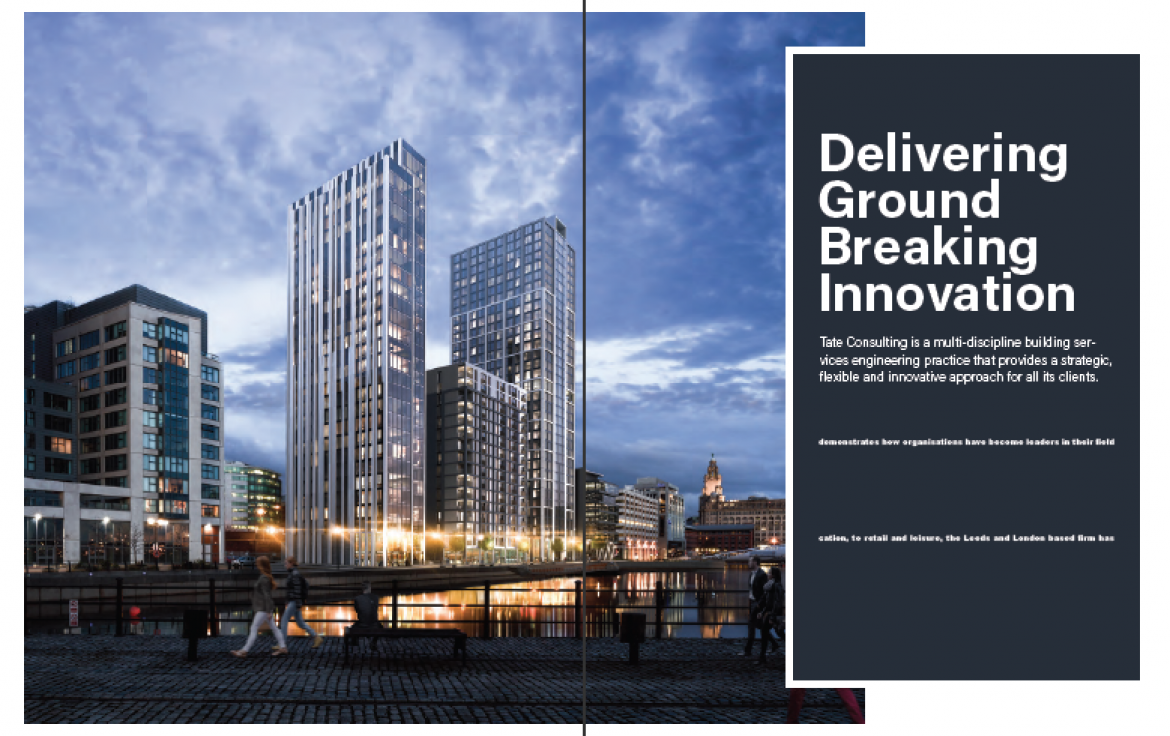 Delivering
Ground
Breaking
Innovation
Tate Consulting is a multi-discipline building ser-
vices engineering practice that provides a strategic,
flexible and innovative approach for all its clients.
demonstrates how organisations have become leaders in their field
cation, to retail and leisure, the Leeds and London based firm has